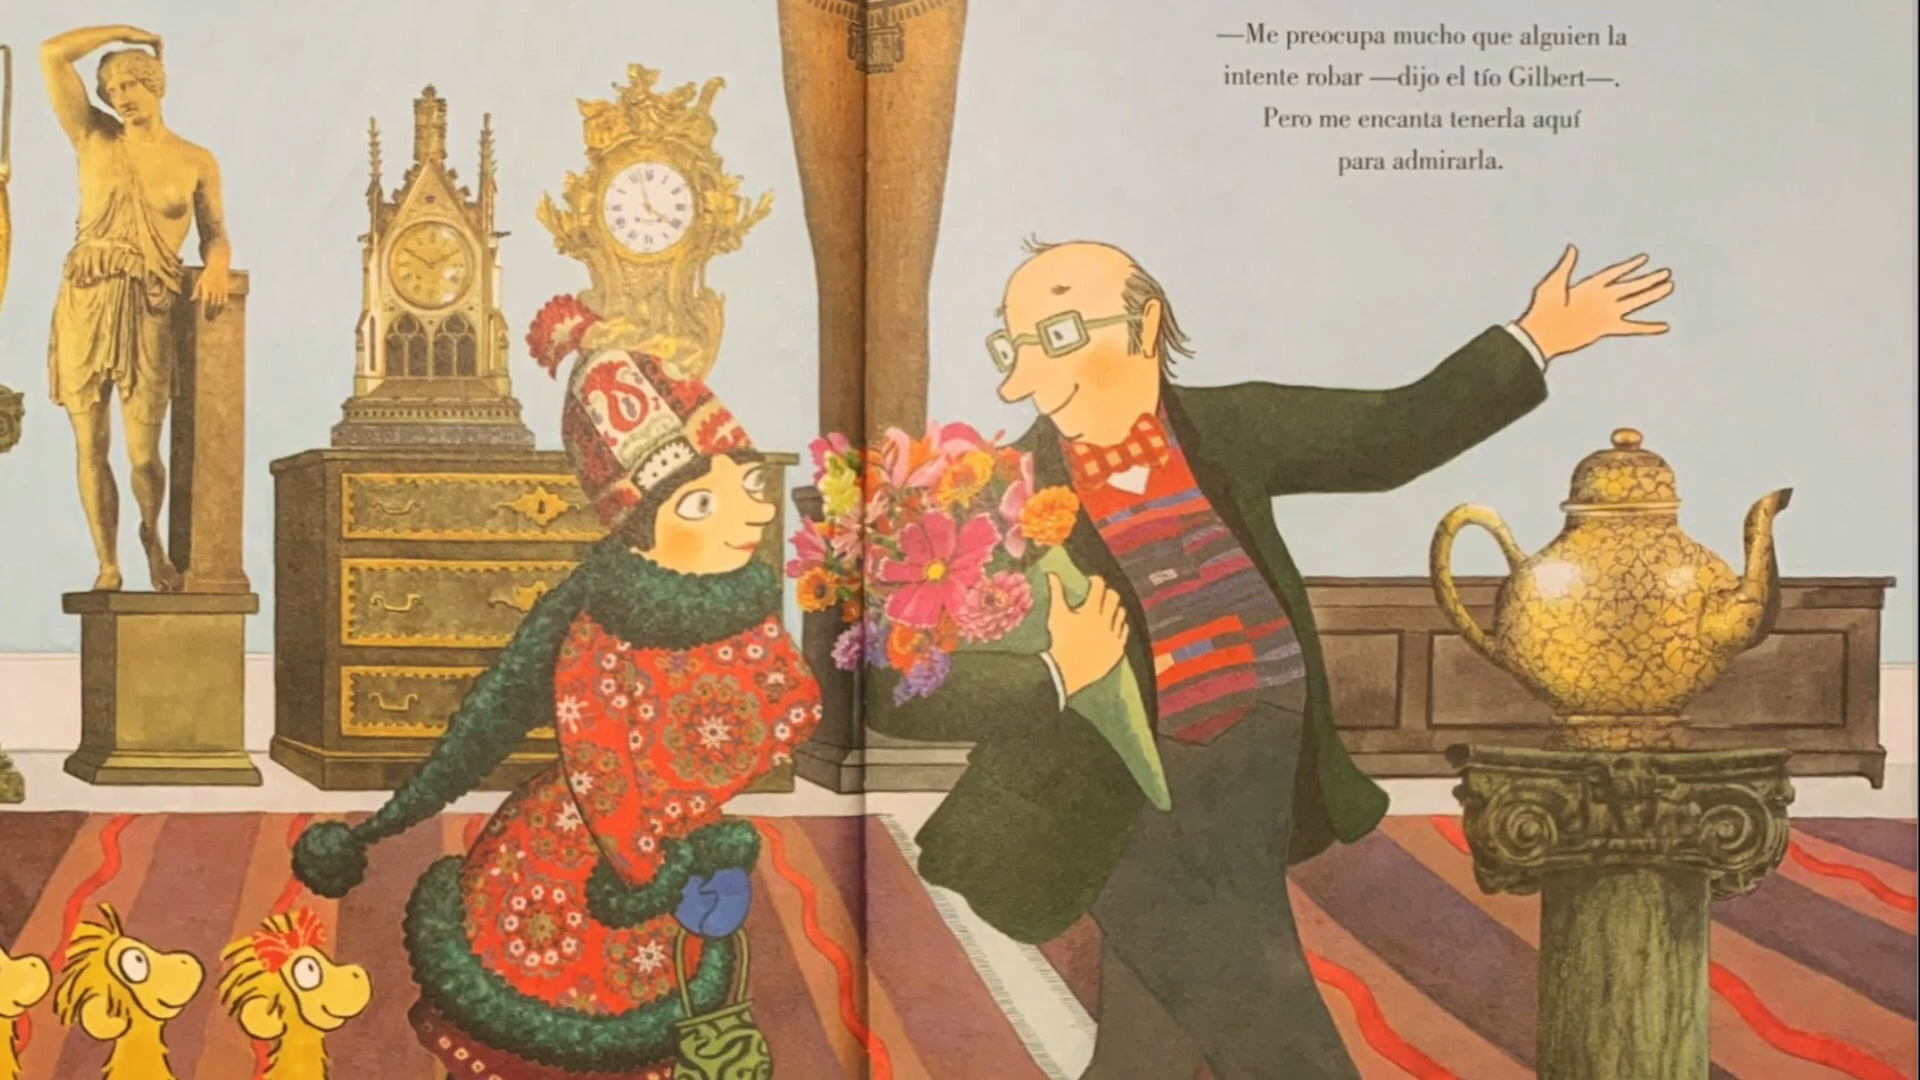 —Me preocupa mucho que alguien la
intente robar —dijo el tío Gilbert—.
Pero me encanta tenerla aquí
para admirarla.